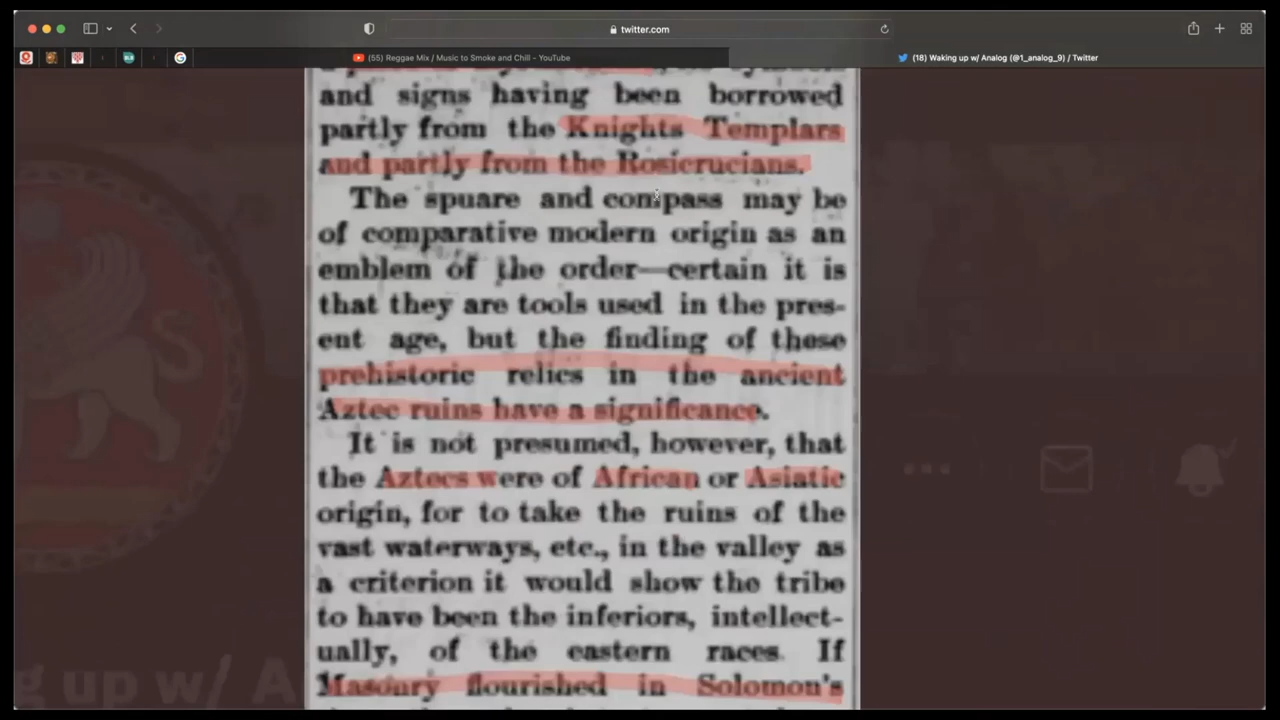 twitter.com
(55) Reggae Mix / Music to Smoke and Chill - YouTube
(18) Waking up w/ Analog (@1_analog_9) / Twitter
and signs having been borrowed
partly from the Knights Templars
and partly from the Rosicrucians.
The spuare and compass may be
of comparative modern origin as an
emblem of the order—certain it is
that they are tools used in the pres-
ent age, but the finding of these
prehistoric relics in the ancient
Aztec ruins have a significance.
It is not presumed, however, that
the Aztecs were of African or Asiatic
origin, for to take the ruins of the
vast waterways, etc., in the valley as
a criterion it would show the tribe
to have been the inferiors, intellect-
ually, of the eastern races. If
Masonry flourished in Solomon's
g up w/ A